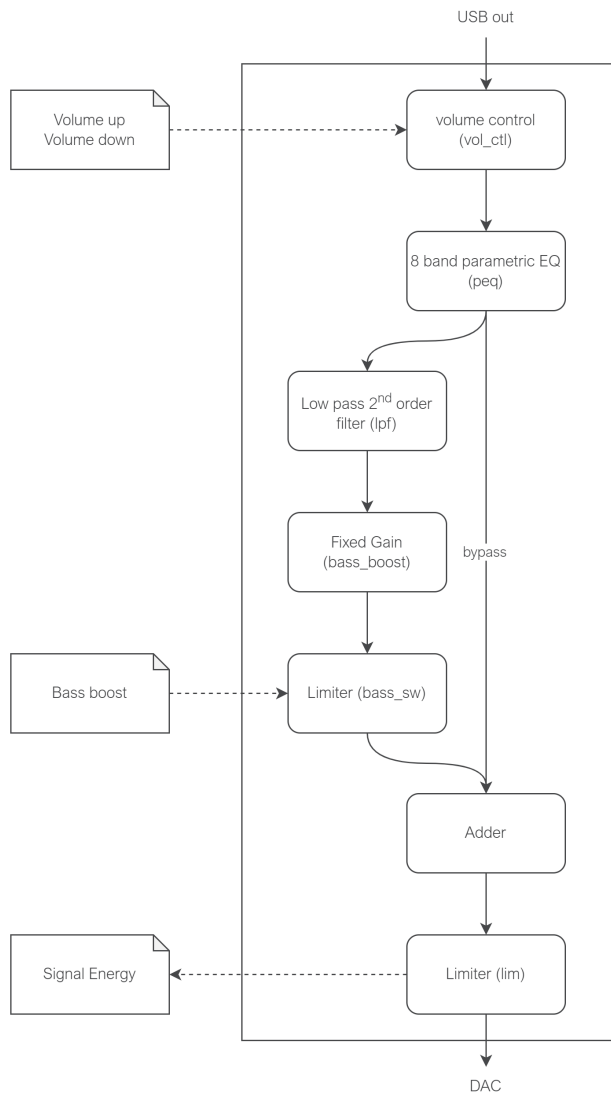 USB out
Volume up
Volume down
volume control
(vol_ctl)
8 band parametric EQ
(peq)
Low pass 2nd order
filter (lpf)
Fixed Gain
(bass_boost)
bypass
Bass boost
Limiter (bass_sw)
Adder
Signal Energy
Limiter (lim)
DAC